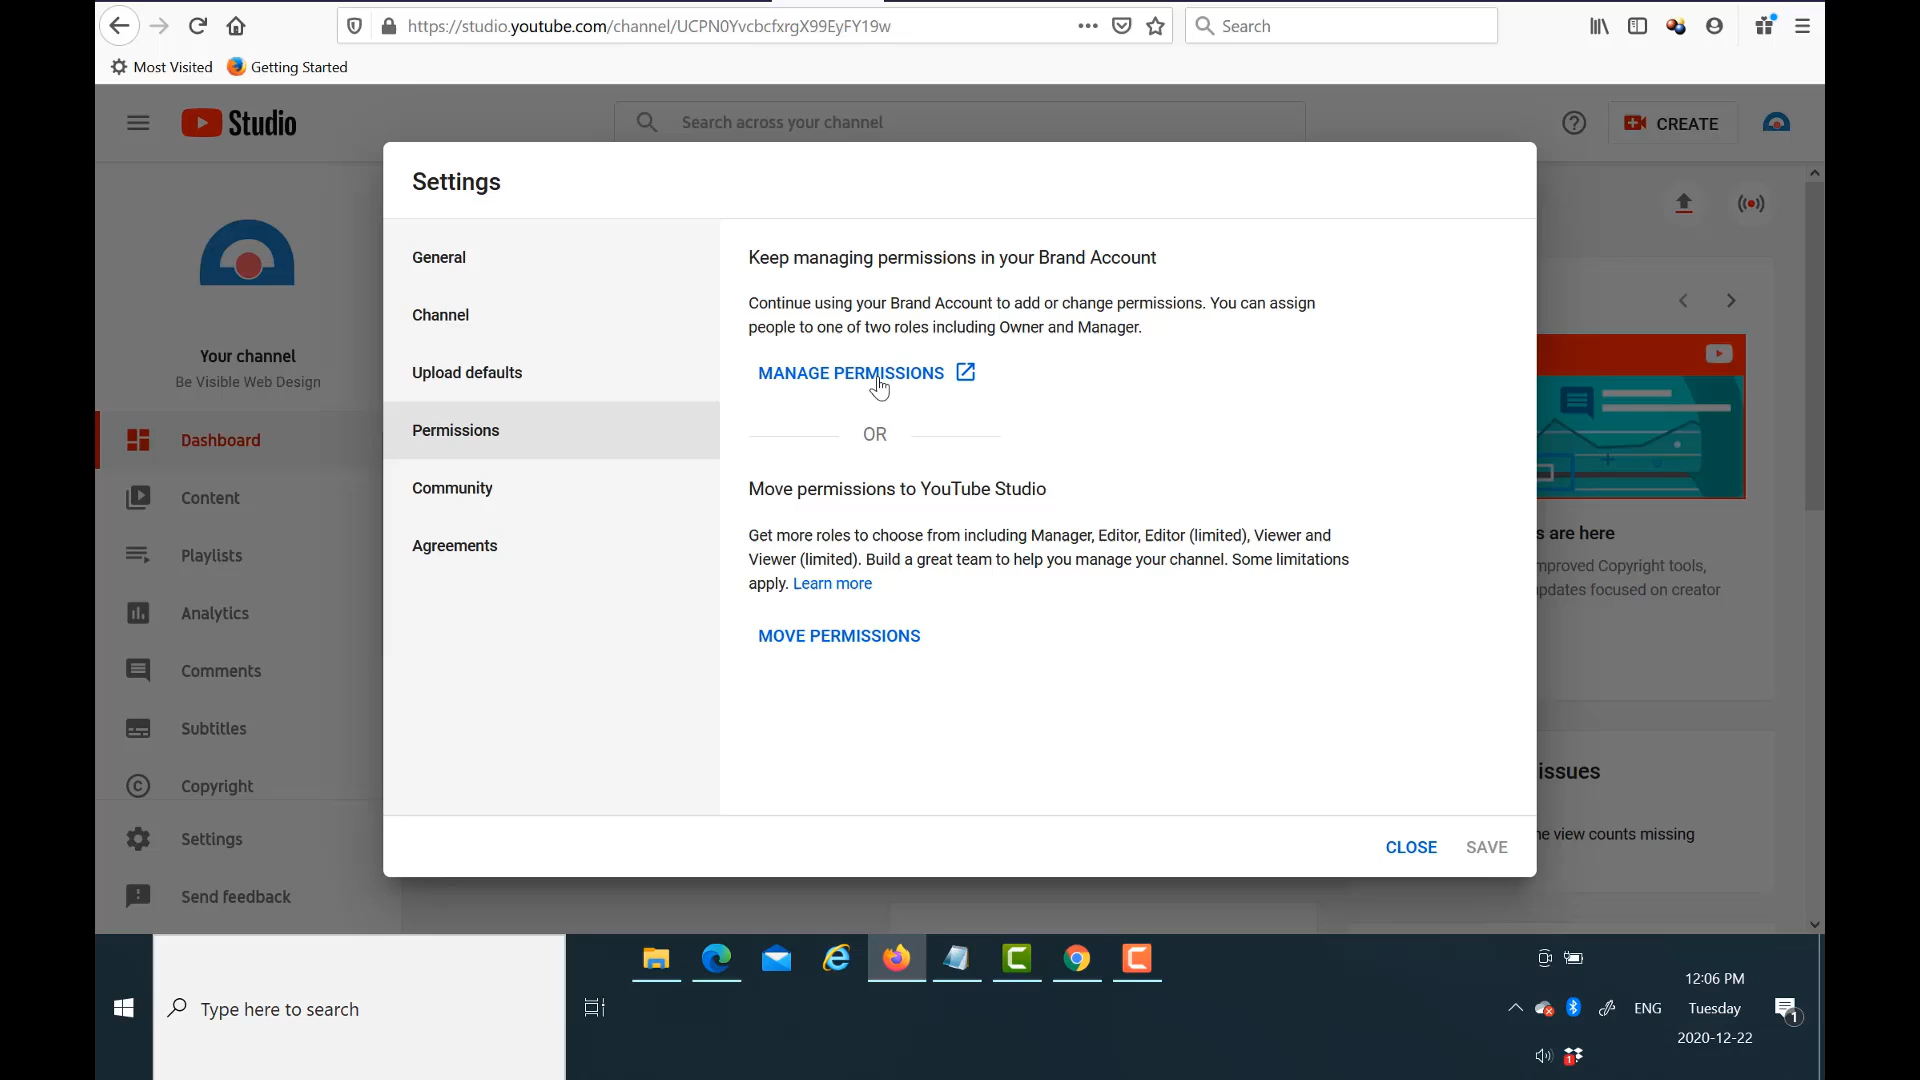 https://studio.youtube.com/channel/UCPN0YvcbcfxrgX99EyFY19w
Search
Most Visited
Getting Started
Studio
Search across your channel
CREATE
Settings
General
Channel
Upload defaults
Permissions
Community
Agreements
Keep managing permissions in your Brand Account
Continue using your Brand Account to add or change permissions. You can assign
people to one of two roles including Owner and Manager.
MANAGE PERMISSIONS
OR
Move permissions to YouTube Studio
Get more roles to choose from including Manager, Editor, Editor (limited), Viewer and
Viewer (limited). Build a great team to help you manage your channel. Some limitations
apply. Learn more
MOVE PERMISSIONS
CLOSE
SAVE
Your channel
Be Visible Web Design
Dashboard
Content
Playlists
Analytics
Comments
Subtitles
Copyright
Settings
Send feedback
s are here
mproved Copyright tools,
pdates focused on creator
issues
e view counts missing
Type here to search
ENG
12:06 PM
Tuesday
2020-12-22
1
1